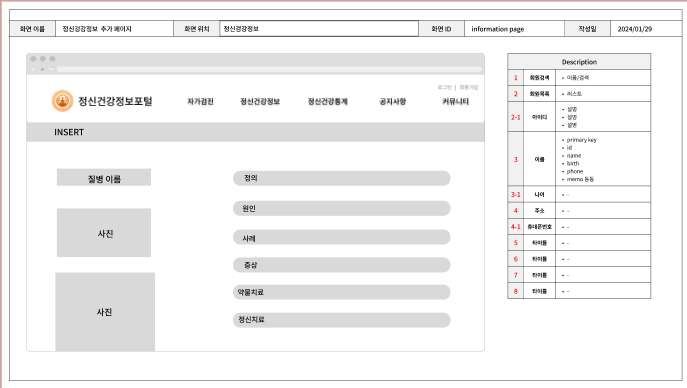 화면 이름 정신건강정보 추가 페이지 화면 위치 정신건강정보 화면 ID information page 작성일 2024/01/29
로그인 | 회원가입
정신건강정보포털 자가검진 정신건강정보 정신건강통계 공지사항 커뮤니티
INSERT
질병 이름
사진
사진
정의
원인
사례
증상
약물치료
정신치료
Description
1 회원검색 • 이름/검색
2 회원목록 • 리스트
2-1 아이디 • 설명
• 설명
• 설명
3 이름 • primary key
• id
• name
• birth
• phone
• memo 등등
3-1 나이 • -
4 주소 • -
4-1 휴대폰번호 • -
5 타이틀 • -
6 타이틀 • -
7 타이틀 • -
8 타이틀 • -